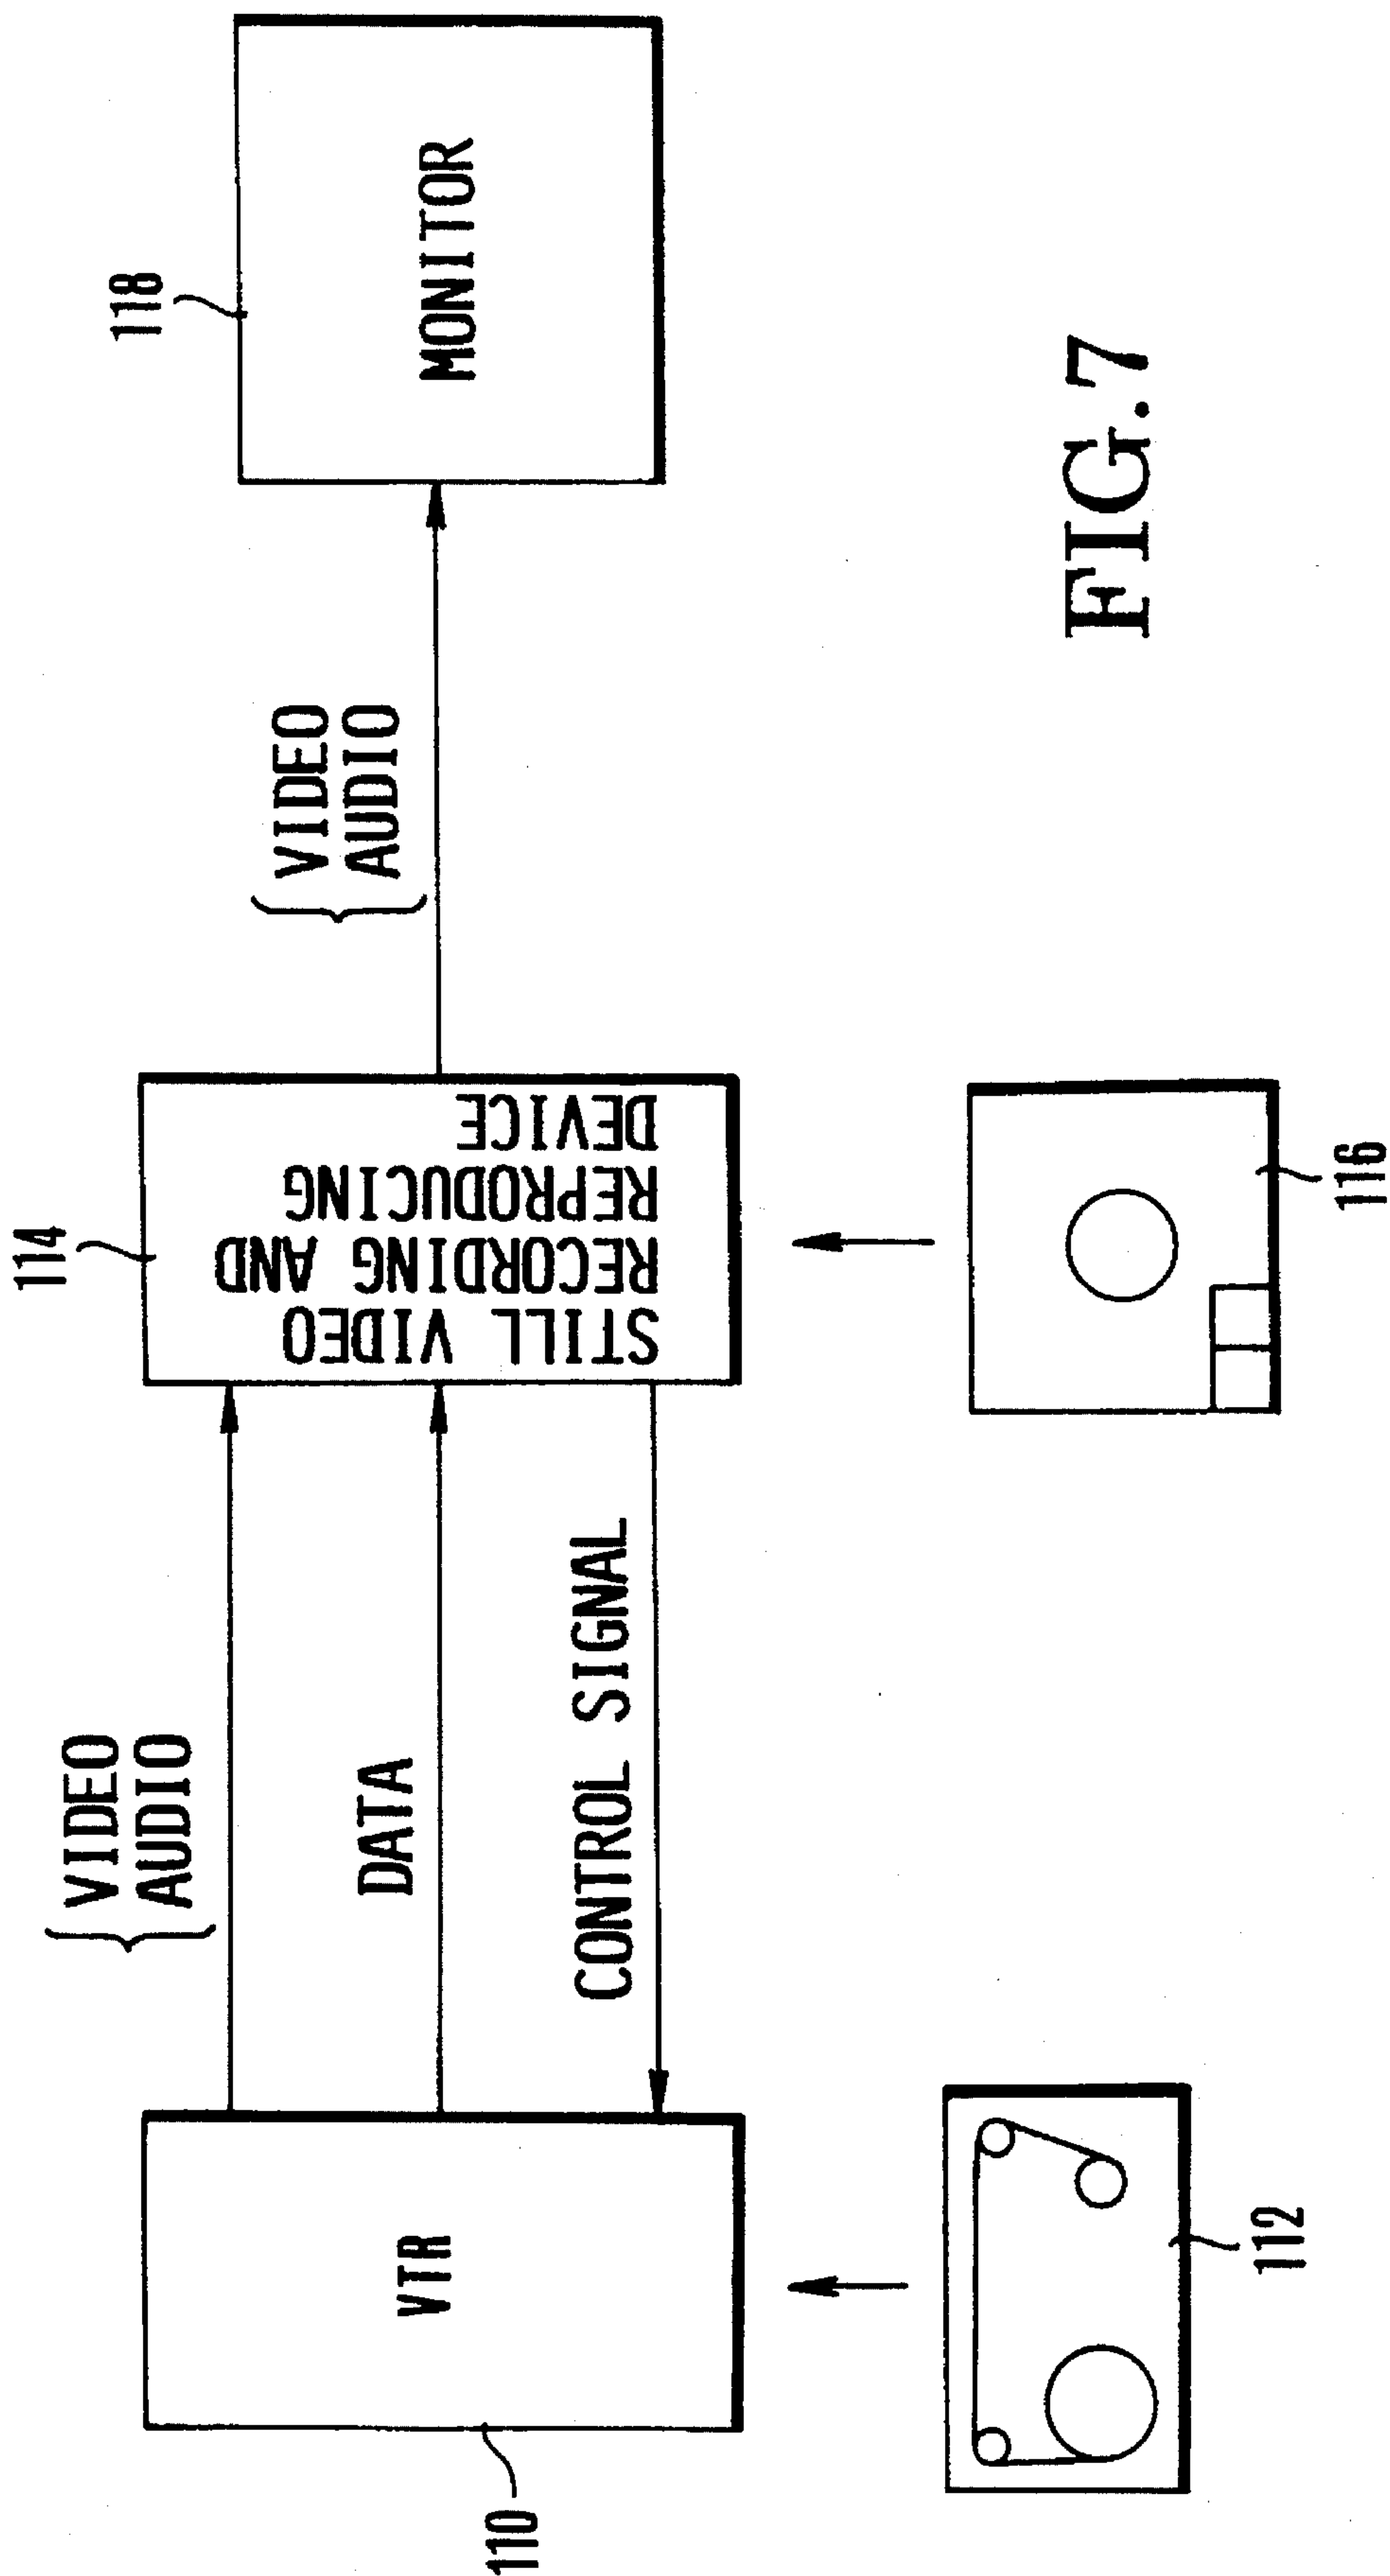 VIDEO
AUDIO
DATA
CONTROL SIGNAL
110
VTR
112
114
STILL VIDEO
RECORDING AND
REPRODUCING
DEVICE
116
VIDEO
AUDIO
118
MONITOR
FIG.7